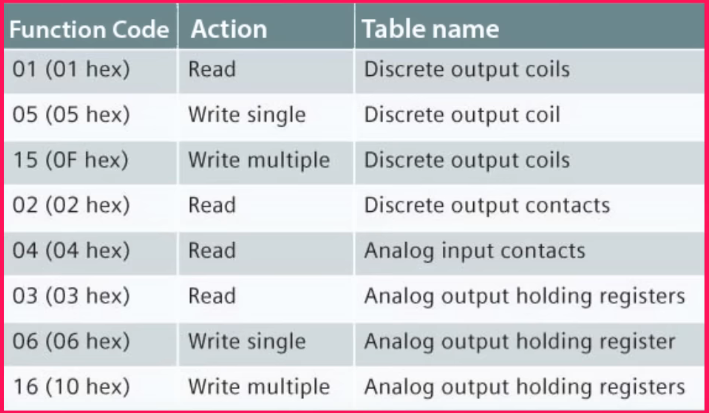 Function Code Action Table name
01 (01 hex) Read Discrete output coils
05 (05 hex) Write single Discrete output coil
15 (0F hex) Write multiple Discrete output coils
02 (02 hex) Read Discrete output contacts
04 (04 hex) Read Analog input contacts
03 (03 hex) Read Analog output holding registers
06 (06 hex) Write single Analog output holding register
16 (10 hex) Write multiple Analog output holding registers